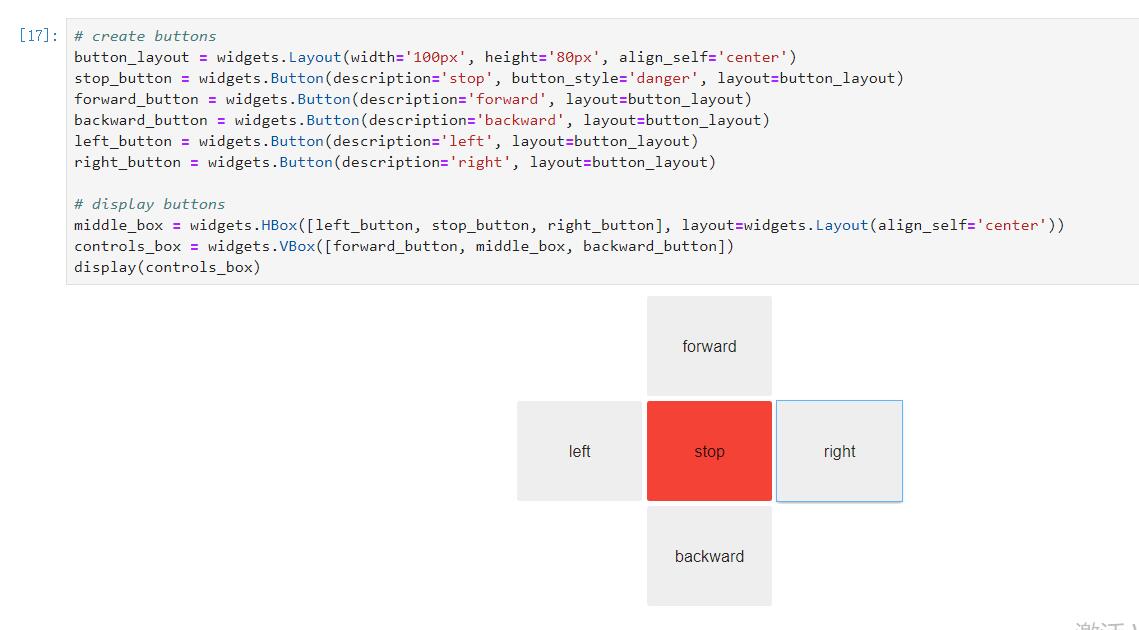 [17]:
# create buttons
button_layout = widgets.Layout(width='100px', height='80px', align_self='center')
stop_button = widgets.Button(description='stop', button_style='danger', layout=button_layout)
forward_button = widgets.Button(description='forward', layout=button_layout)
backward_button = widgets.Button(description='backward', layout=button_layout)
left_button = widgets.Button(description='left', layout=button_layout)
right_button = widgets.Button(description='right', layout=button_layout)

# display buttons
middle_box = widgets.HBox([left_button, stop_button, right_button], layout=widgets.Layout(align_self='center'))
controls_box = widgets.VBox([forward_button, middle_box, backward_button])
display(controls_box)
forward
left stop right
backward